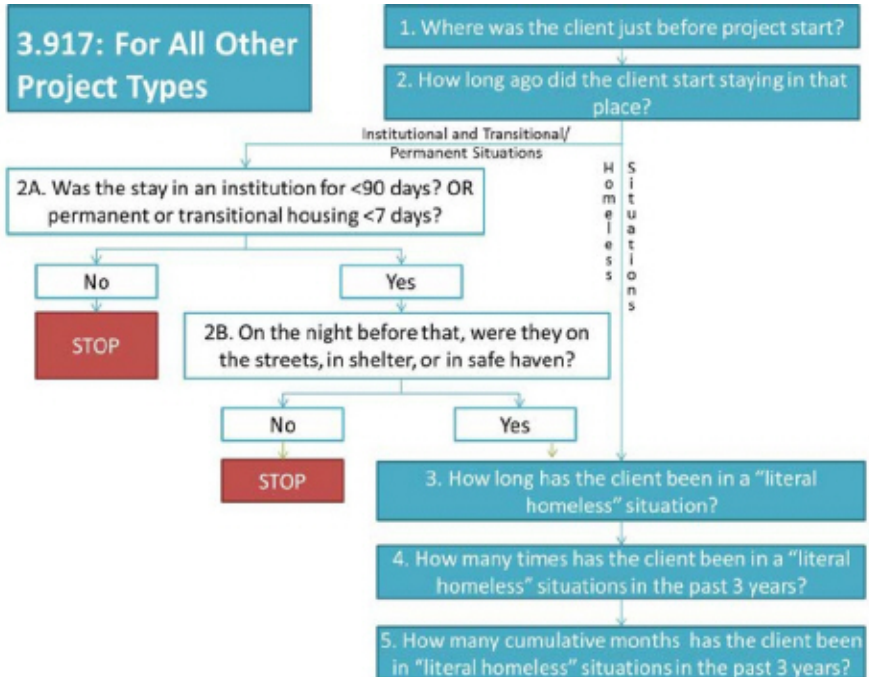 3.917: For All Other
Project Types
1. Where was the client just before project start?
2. How long ago did the client start staying in that
place?
Institutional and Transitional/
Permanent Situations
Homeless
Situations
2A. Was the stay in an institution for <90 days? OR
permanent or transitional housing <7 days?
No
Yes
STOP
2B. On the night before that, were they on
the streets, in shelter, or in safe haven?
No
Yes
STOP
3. How long has the client been in a “literal
homeless” situation?
4. How many times has the client been in a “literal
homeless” situations in the past 3 years?
5. How many cumulative months has the client been
in “literal homeless” situations in the past 3 years?